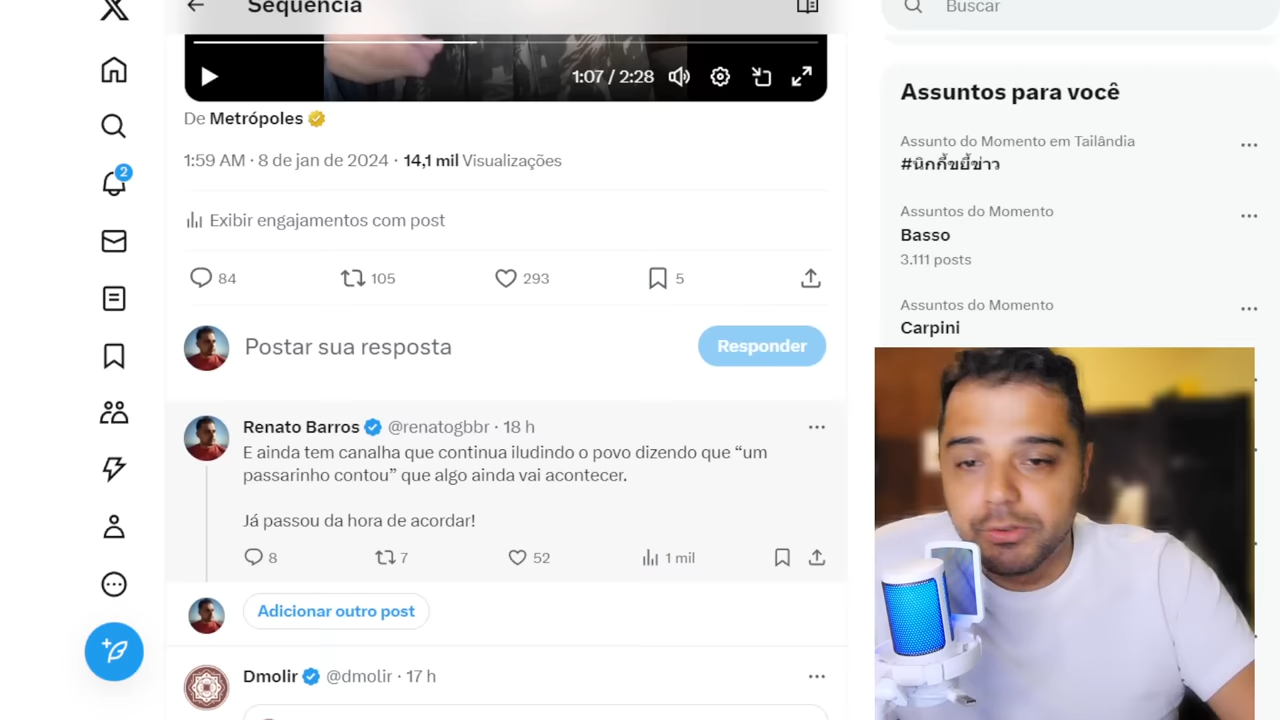 Sequência
Buscar
1:07 / 2:28
De Metrópoles
1:59 AM · 8 de jan de 2024 · 14,1 mil Visualizações
Exibir engajamentos com post
84
105
293
5
Postar sua resposta
Responder
Renato Barros @renatogbbr · 18 h
E ainda tem canalha que continua iludindo o povo dizendo que “um
passarinho contou” que algo ainda vai acontecer.
Já passou da hora de acordar!
8
7
52
1 mil
Adicionar outro post
Dmolir @dmolir · 17 h
2
Assuntos para você
Assunto do Momento em Tailândia
#นิกกี้ขยี้ข่าว
Assuntos do Momento
Basso
3.111 posts
Assuntos do Momento
Carpini